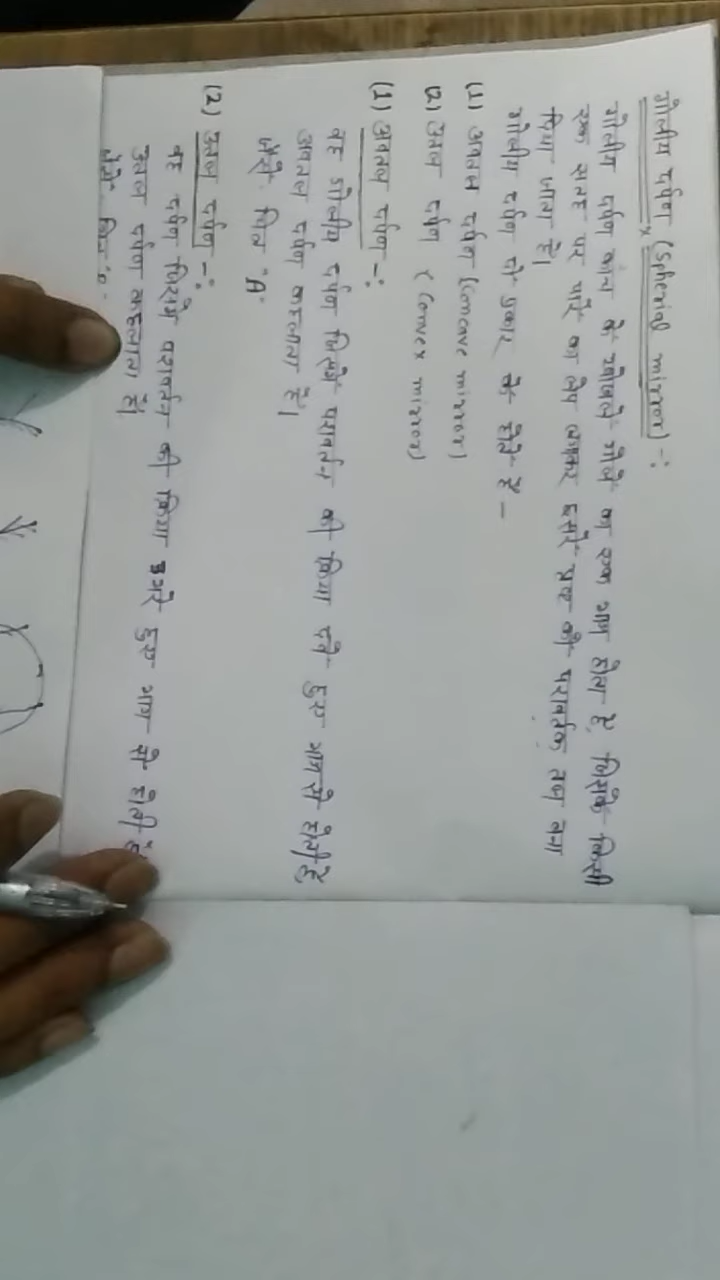 गोलीय दर्पण (Spherical mirror) -:
गोलीय दर्पण कांच के खोखले गोले का एक भाग होता है, जिसके किसी
एक सतह पर पारे का लेप लगाकर दूसरे पृष्ठ को परावर्तक तल बना
दिया जाता है।
गोलीय दर्पण दो प्रकार के होते हैं -
(1) अवतल दर्पण (Concave mirror)
(2) उत्तल दर्पण (Convex mirror)
(1) अवतल दर्पण -:
वह गोलीय दर्पण जिसमें परावर्तन की क्रिया दबे हुए भाग से होती है
अवतल दर्पण कहलाता है।
जैसे- चित्र "A"
(2) उत्तल दर्पण -:
वह दर्पण जिसमें परावर्तन की क्रिया उभरे हुए भाग से होती है
उत्तल दर्पण कहलाता है।
जैसे- चित्र